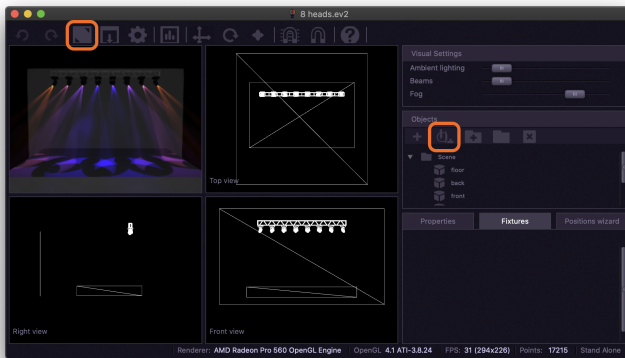 8 heads.ev2
Visual Settings
Ambient lighting
Beams
Fog
Objects
Scene
floor
back
front
Top view
Properties Fixtures Positions wizard
Right view
Front view
Renderer: AMD Radeon Pro 560 OpenGL Engine OpenGL 4.1 ATI-3.8.24 FPS: 31 (294x226) Points: 17215 Stand Alone